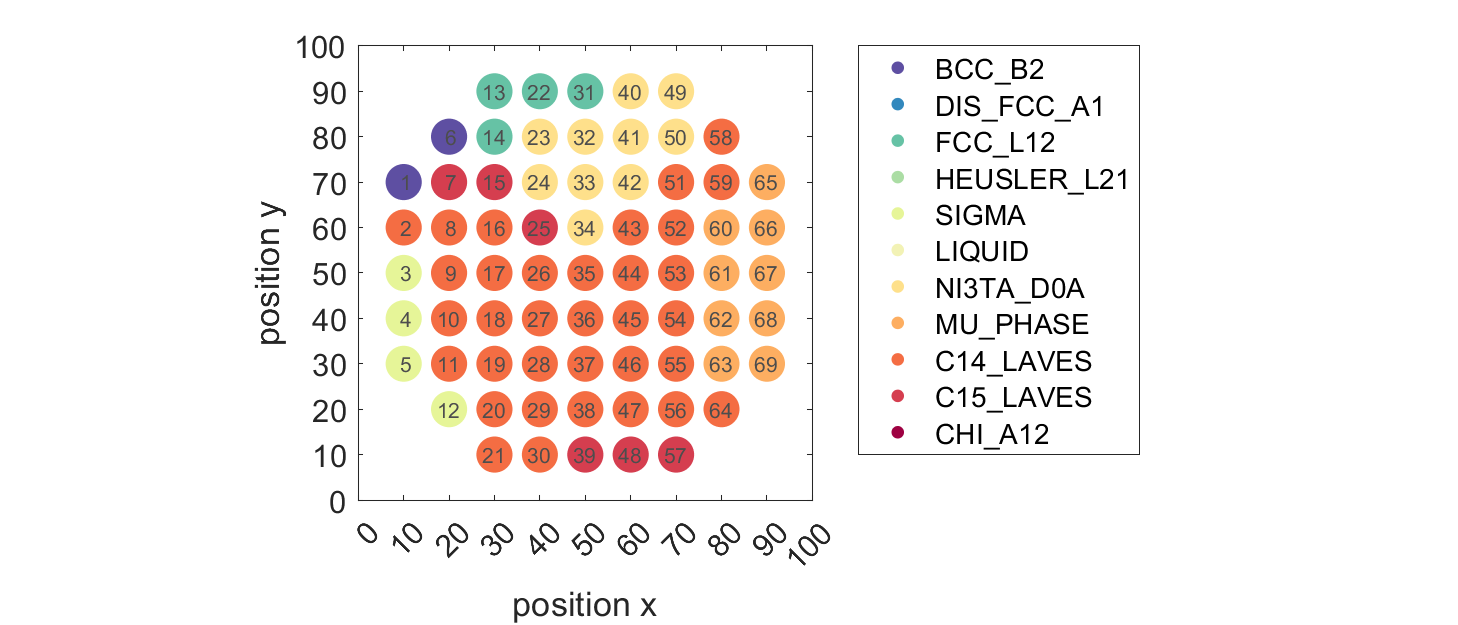 100
90
80
70
60
50
40
30
20
10
0
position y
13 22 31 40 49
6 14 23 32 41 50 58
1 7 15 24 33 42 51 59 65
2 8 16 25 34 43 52 60 66
3 9 17 26 35 44 53 61 67
4 10 18 27 36 45 54 62 68
5 11 19 28 37 46 55 63 69
12 20 29 38 47 56 64
21 30 39 48 57
0 10 20 30 40 50 60 70 80 90 100
position x
BCC_B2
DIS_FCC_A1
FCC_L12
HEUSLER_L21
SIGMA
LIQUID
NI3TA_D0A
MU_PHASE
C14_LAVES
C15_LAVES
CHI_A12